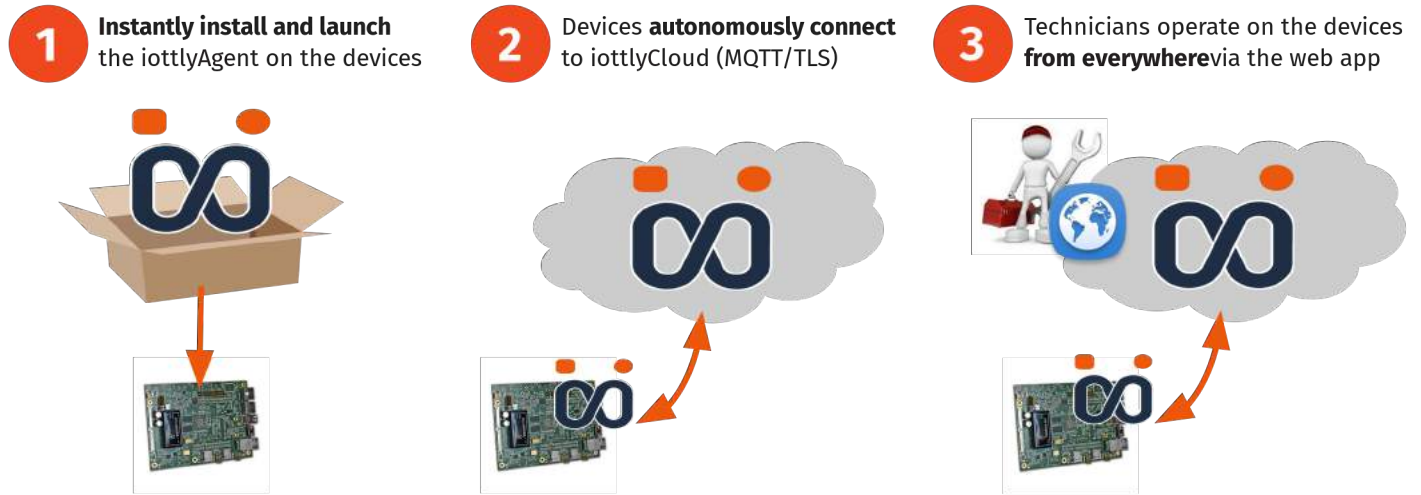 1
Instantly install and launch
the iottlyAgent on the devices
2
Devices autonomously connect
to iottlyCloud (MQTT/TLS)
3
Technicians operate on the devices
from everywherevia the web app